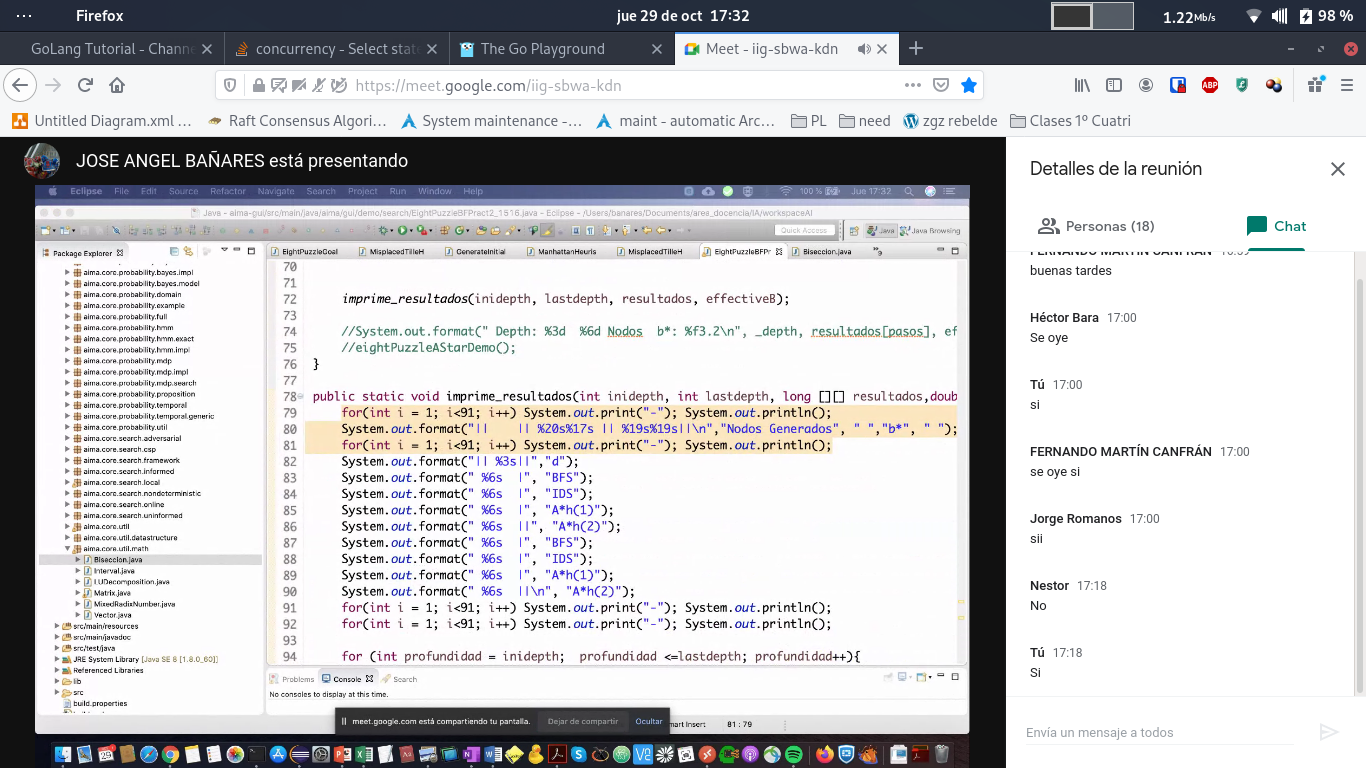 Firefox
jue 29 de oct 17:32
1.22Mb/s
98 %
GoLang Tutorial - Channe
concurrency - Select state
The Go Playground
Meet - iig-sbwa-kdn
https://meet.google.com/iig-sbwa-kdn
ABP
Untitled Diagram.xml ...
Raft Consensus Algori...
System maintenance -...
maint - automatic Arc...
PL
need
zgz rebelde
Clases 1º Cuatri
JOSE ANGEL BAÑARES está presentando
Eclipse File Edit Source Refactor Navigate Search Project Run Window Help
100 %
Jue 17:32
Java - aima-gui/src/main/java/aima/gui/demo/search/EightPuzzleBFPract2_1516.java - Eclipse - /Users/banares/Documents/area_docencia/IA/workspaceAI
Quick Access
Java
Java Browsing
Package Explorer
aima.core.probability.bayes.impl
aima.core.probability.bayes.model
aima.core.probability.domain
aima.core.probability.example
aima.core.probability.full
aima.core.probability.hmm
aima.core.probability.hmm.exact
aima.core.probability.hmm.impl
aima.core.probability.mdp
aima.core.probability.mdp.impl
aima.core.probability.mdp.search
aima.core.probability.proposition
aima.core.probability.temporal
aima.core.probability.temporal.generic
aima.core.probability.util
aima.core.search.adversarial
aima.core.search.csp
aima.core.search.framework
aima.core.search.informed
aima.core.search.local
aima.core.search.nondeterministic
aima.core.search.online
aima.core.search.uninformed
aima.core.util
aima.core.util.datastructure
aima.core.util.math
Biseccion.java
Interval.java
LUDecomposition.java
Matrix.java
MixedRadixNumber.java
Vector.java
src/main/resources
src/main/javadoc
src/test/java
JRE System Library [Java SE 8 [1.8.0_60]]
Referenced Libraries
lib
src
build.properties
EightPuzzleGoal
MisplacedTileH
GenerateInitial
ManhattanHeuris
MisplacedTileH
EightPuzzleBFPr
Biseccion.java
70
71
72 imprime_resultados(inidepth, lastdepth, resultados, effectiveB);
73
74 //System.out.format(" Depth: %3d %6d Nodos b*: %f3.2\n", _depth, resultados[pasos], ef
75 //eightPuzzleAStarDemo();
76 }
77
78 public static void imprime_resultados(int inidepth, int lastdepth, long [][] resultados,doub
79 for(int i = 1; i<91; i++) System.out.print("-"); System.out.println();
80 System.out.format("|| || %20s%17s || %19s%19s||\n","Nodos Generados", " ","b*", " ");
81 for(int i = 1; i<91; i++) System.out.print("-"); System.out.println();
82 System.out.format("|| %3s||","d");
83 System.out.format(" %6s |", "BFS");
84 System.out.format(" %6s |", "IDS");
85 System.out.format(" %6s |", "A*h(1)");
86 System.out.format(" %6s ||", "A*h(2)");
87 System.out.format(" %6s |", "BFS");
88 System.out.format(" %6s |", "IDS");
89 System.out.format(" %6s |", "A*h(1)");
90 System.out.format(" %6s ||\n", "A*h(2)");
91 for(int i = 1; i<91; i++) System.out.print("-"); System.out.println();
92 for(int i = 1; i<91; i++) System.out.print("-"); System.out.println();
93
94 for (int profundidad = inidepth; profundidad <=lastdepth; profundidad++){
Problems
Console
Search
No consoles to display at this time.
meet.google.com está compartiendo tu pantalla.
Dejar de compartir
Ocultar
mart Insert
81 : 79
Detalles de la reunión
Personas (18)
Chat
FERNANDO MARTÍN CANFRÁN 16:59
buenas tardes
Héctor Bara 17:00
Se oye
Tú 17:00
si
FERNANDO MARTÍN CANFRÁN 17:00
se oye si
Jorge Romanos 17:00
sii
Nestor 17:18
No
Tú 17:18
Si
Envía un mensaje a todos